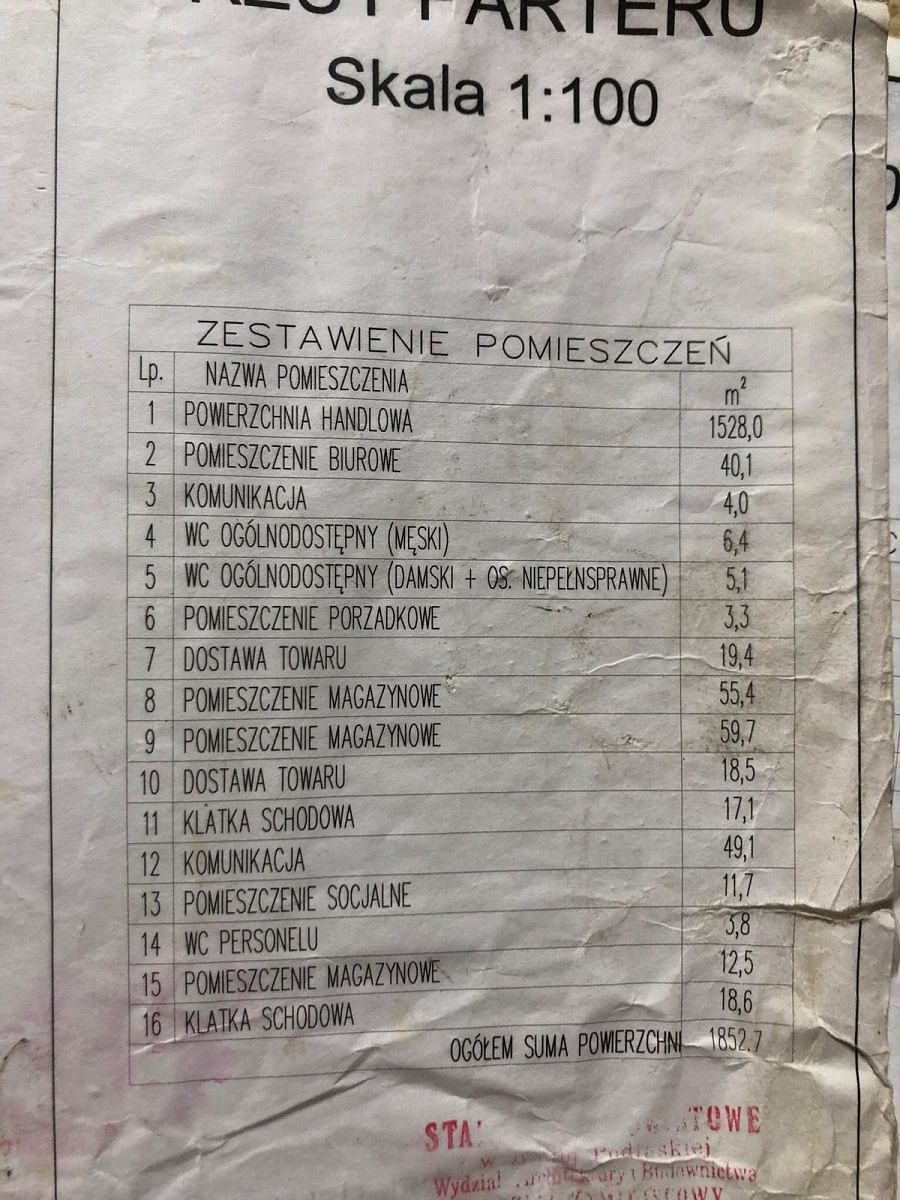 PARTERU
Skala 1:100
ZESTAWIENIE POMIESZCZEŃ
Lp. NAZWA POMIESZCZENIA m²
1 POWIERZCHNIA HANDLOWA 1528,0
2 POMIESZCZENIE BIUROWE 40,1
3 KOMUNIKACJA 4,0
4 WC OGÓLNODOSTĘPNY (MĘSKI) 6,4
5 WC OGÓLNODOSTĘPNY (DAMSKI + OS. NIEPEŁNSPRAWNE) 5,1
6 POMIESZCZENIE PORZADKOWE 3,3
7 DOSTAWA TOWARU 19,4
8 POMIESZCZENIE MAGAZYNOWE 55,4
9 POMIESZCZENIE MAGAZYNOWE 59,7
10 DOSTAWA TOWARU 18,5
11 KLATKA SCHODOWA 17,1
12 KOMUNIKACJA 49,1
13 POMIESZCZENIE SOCJALNE 11,7
14 WC PERSONELU 3,8
15 POMIESZCZENIE MAGAZYNOWE 12,5
16 KLATKA SCHODOWA 18,6
OGÓŁEM SUMA POWIERZCHNI 1852.7
Wydział i Budownictwa